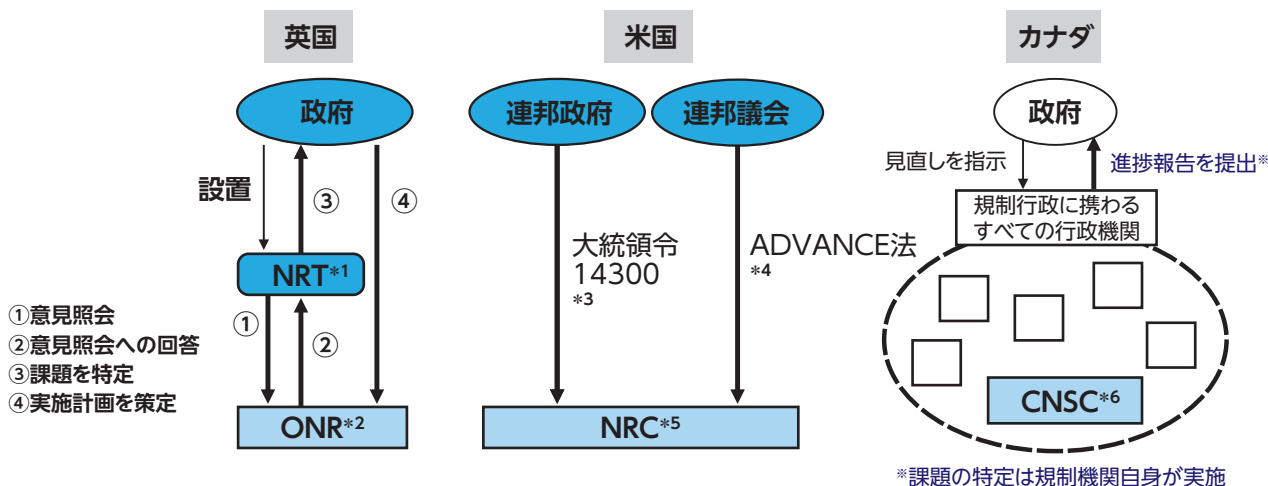 英国
政府
設置
③
④
NRT*1
①
②
ONR*2
①意見照会
②意見照会への回答
③課題を特定
④実施計画を策定
米国
連邦政府
連邦議会
大統領令
14300
*3
ADVANCE法
*4
NRC*5
カナダ
政府
見直しを指示
進捗報告を提出※
規制行政に携わる
すべての行政機関
CNSC*6
※課題の特定は規制機関自身が実施